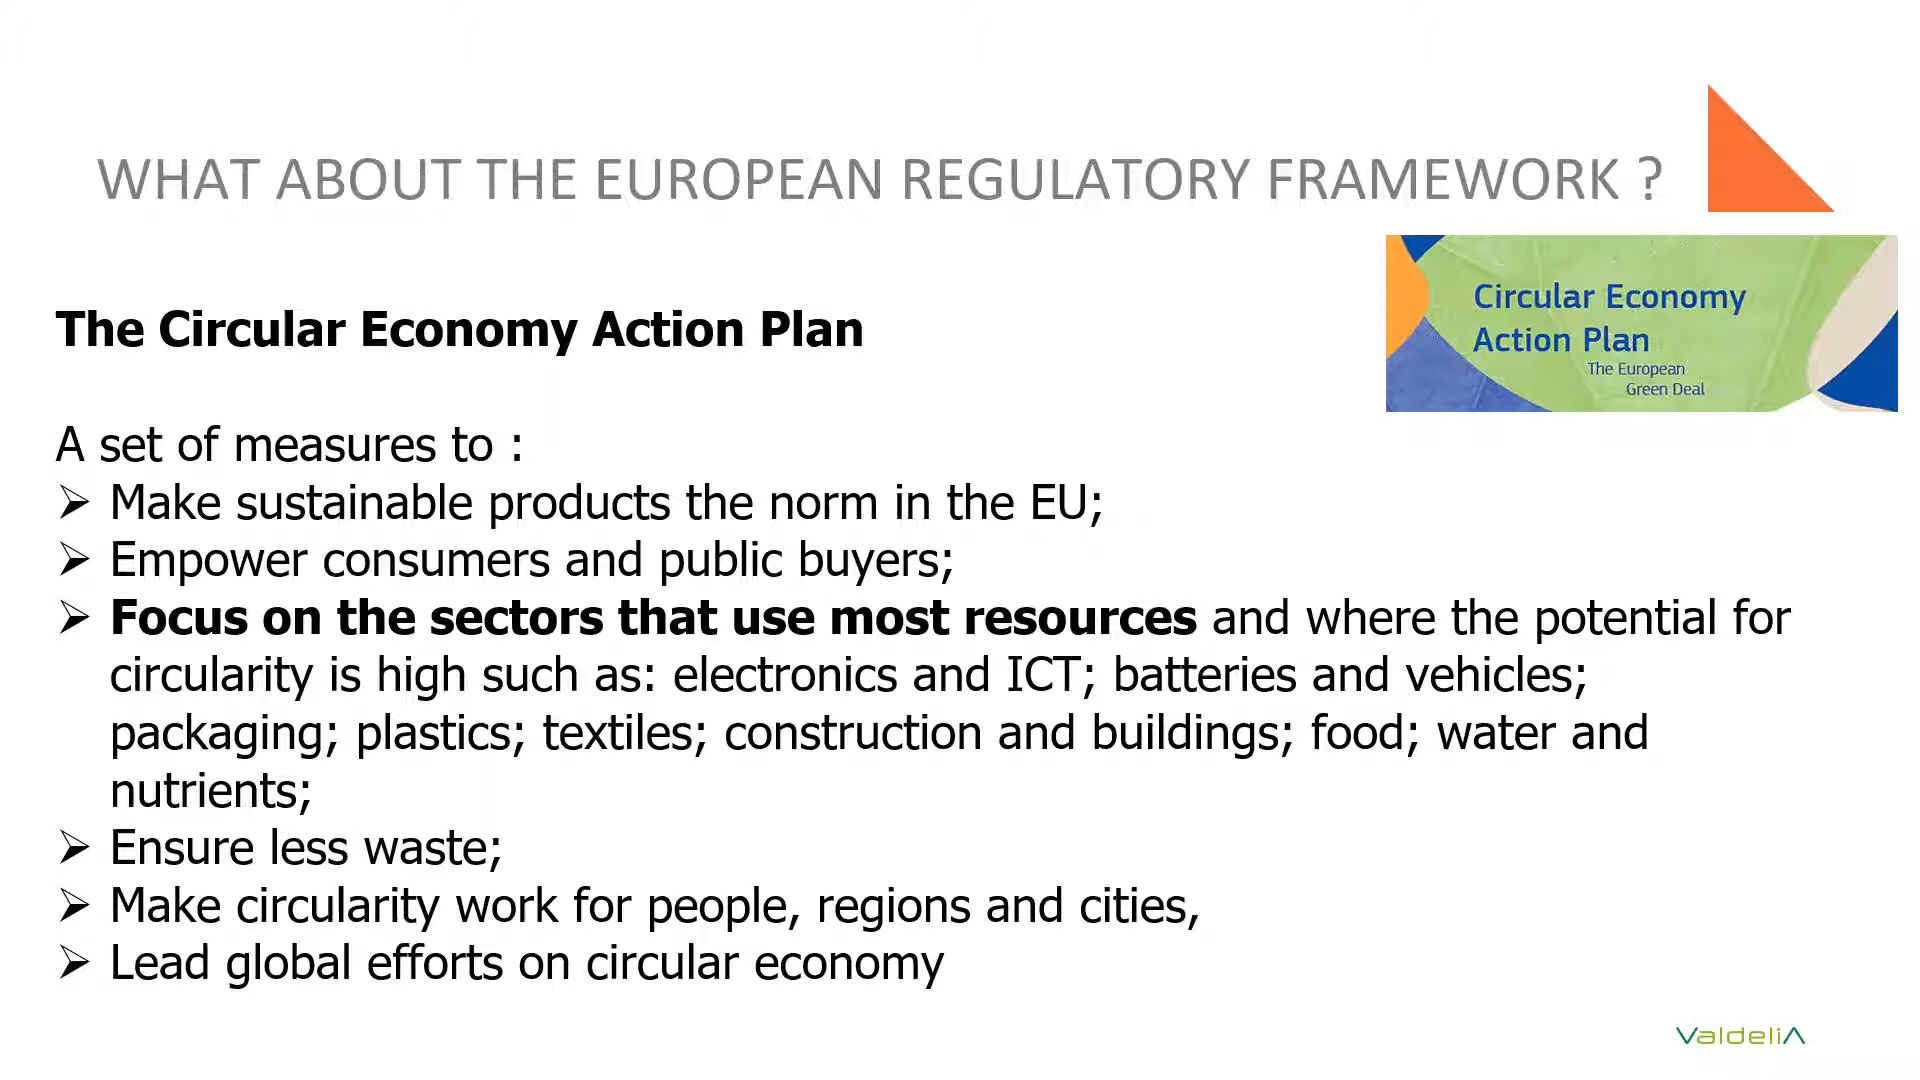 WHAT ABOUT THE EUROPEAN REGULATORY FRAMEWORK ?
Circular Economy
Action Plan
The European
Green Deal
The Circular Economy Action Plan
A set of measures to :
➢ Make sustainable products the norm in the EU;
➢ Empower consumers and public buyers;
➢ Focus on the sectors that use most resources and where the potential for
circularity is high such as: electronics and ICT; batteries and vehicles;
packaging; plastics; textiles; construction and buildings; food; water and
nutrients;
➢ Ensure less waste;
➢ Make circularity work for people, regions and cities,
➢ Lead global efforts on circular economy
ValdeliA